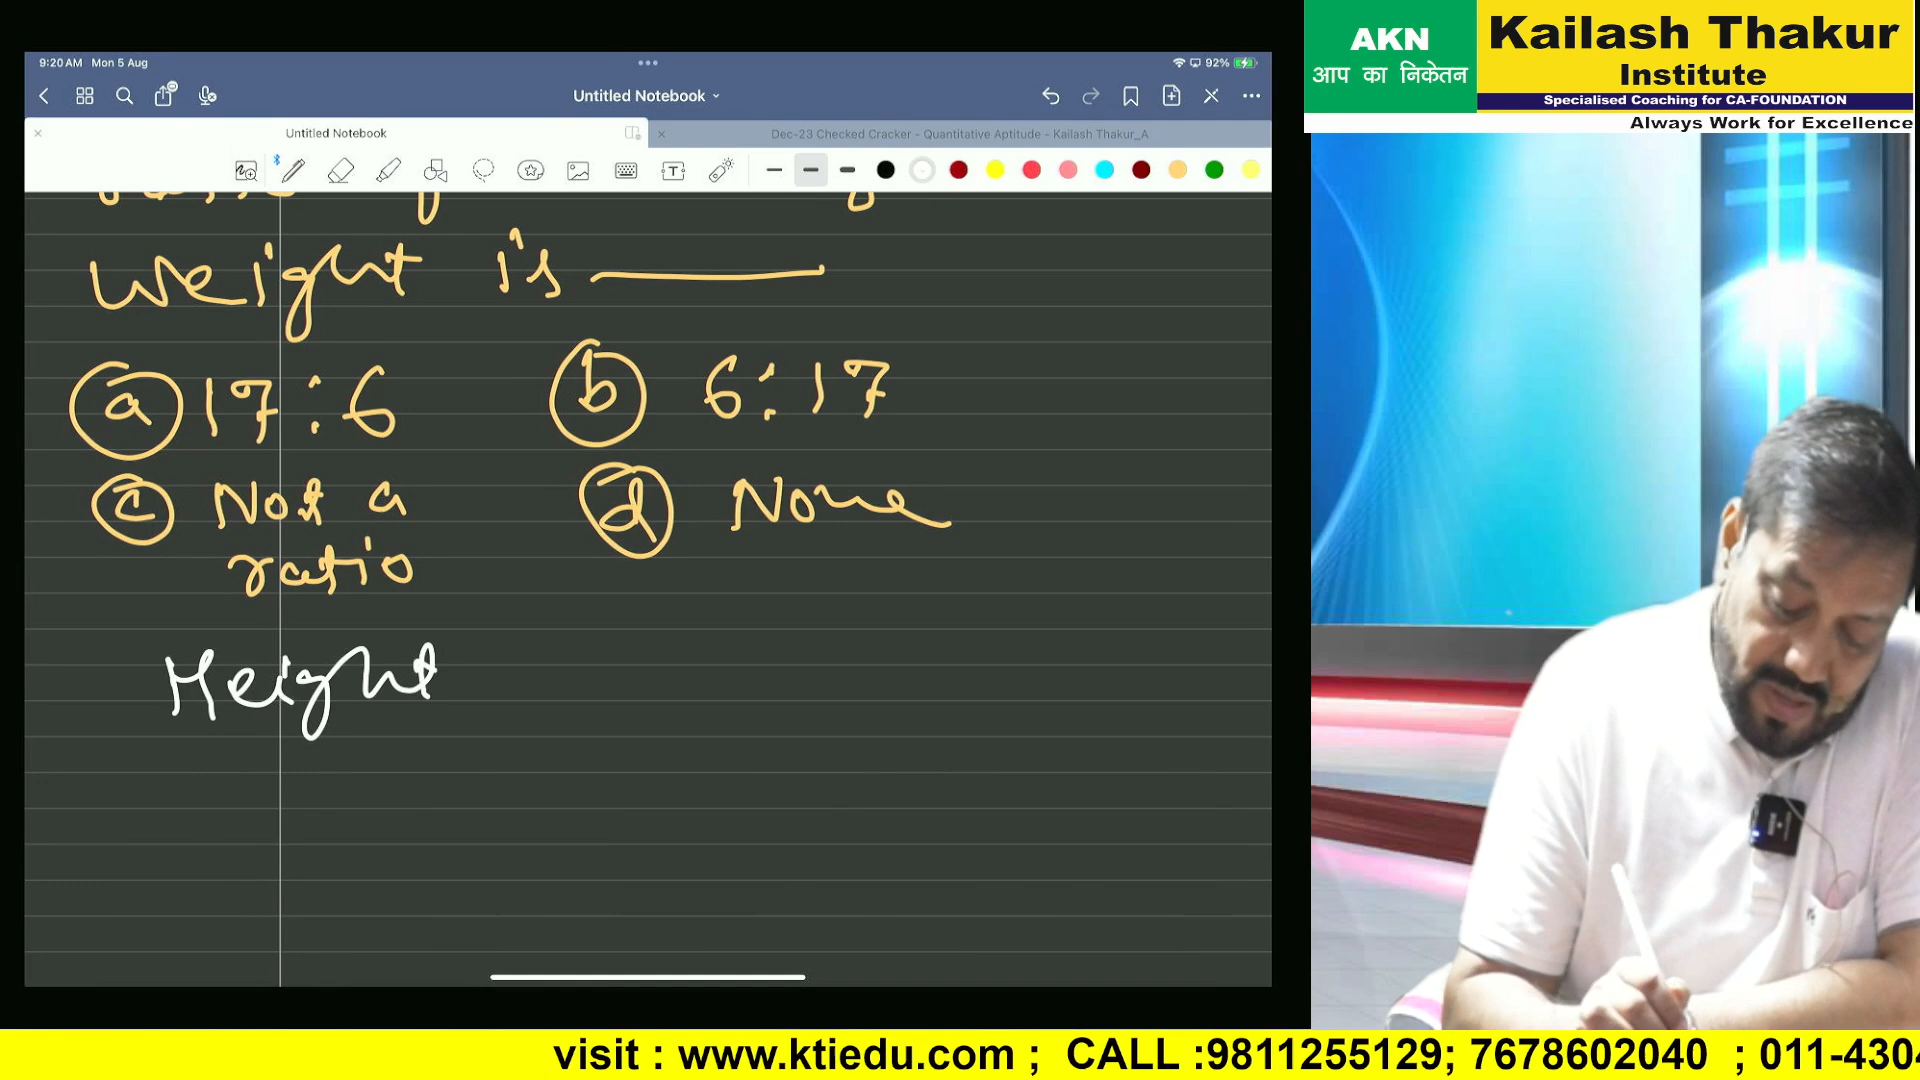 AKN
आप का निकेतन
Kailash Thakur
Institute
Specialised Coaching for CA-FOUNDATION
Always Work for Excellence
9:20 AM Mon 5 Aug
92%
Untitled Notebook
Untitled Notebook
Dec-23 Checked Cracker - Quantitative Aptitude - Kailash Thakur_A
Weight is
(a) 17:6 (b) 6:17
(c) Not a (d) None
ratio
Height
visit : www.ktiedu.com ; CALL :9811255129; 7678602040 ; 011-430